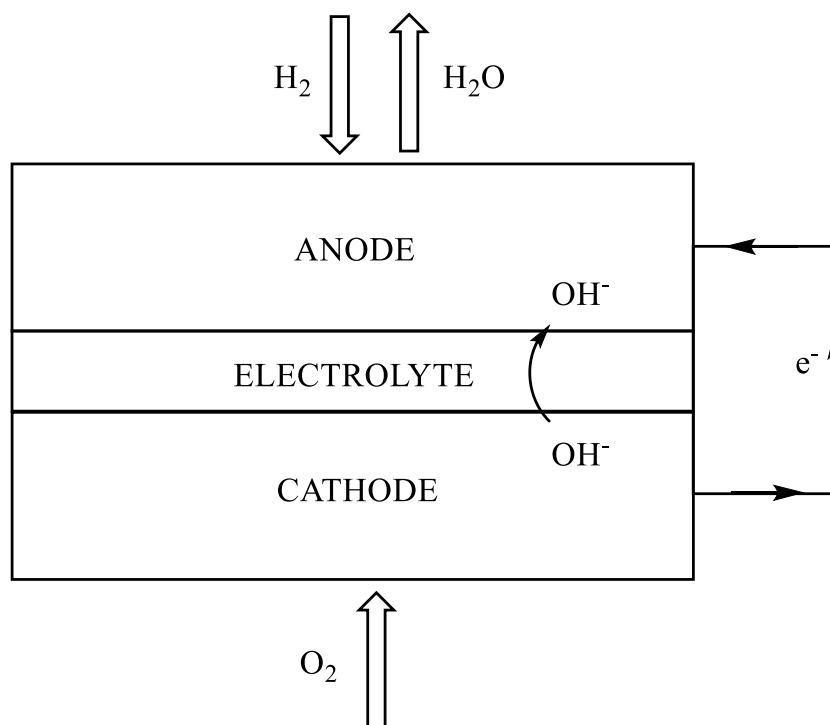 H₂
H₂O
ANODE
OH⁻
ELECTROLYTE
e⁻
OH⁻
CATHODE
O₂